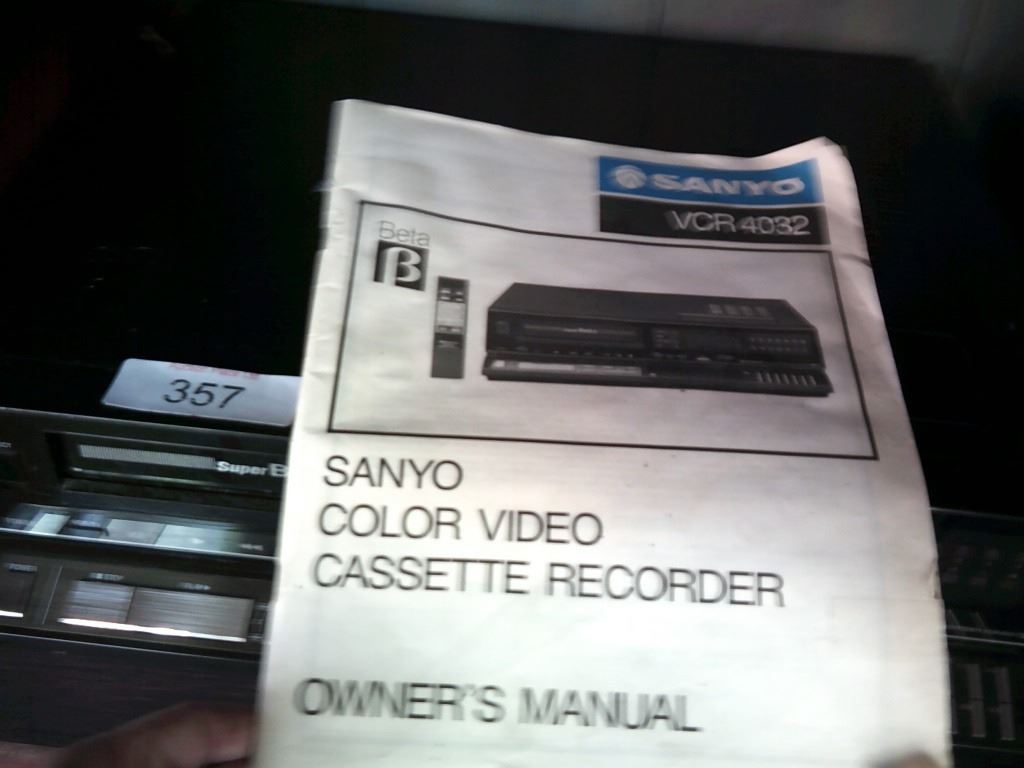 SANYO
VCR 4032
Beta
β
357
Super B
SANYO
COLOR VIDEO
CASSETTE RECORDER
OWNER'S MANUAL